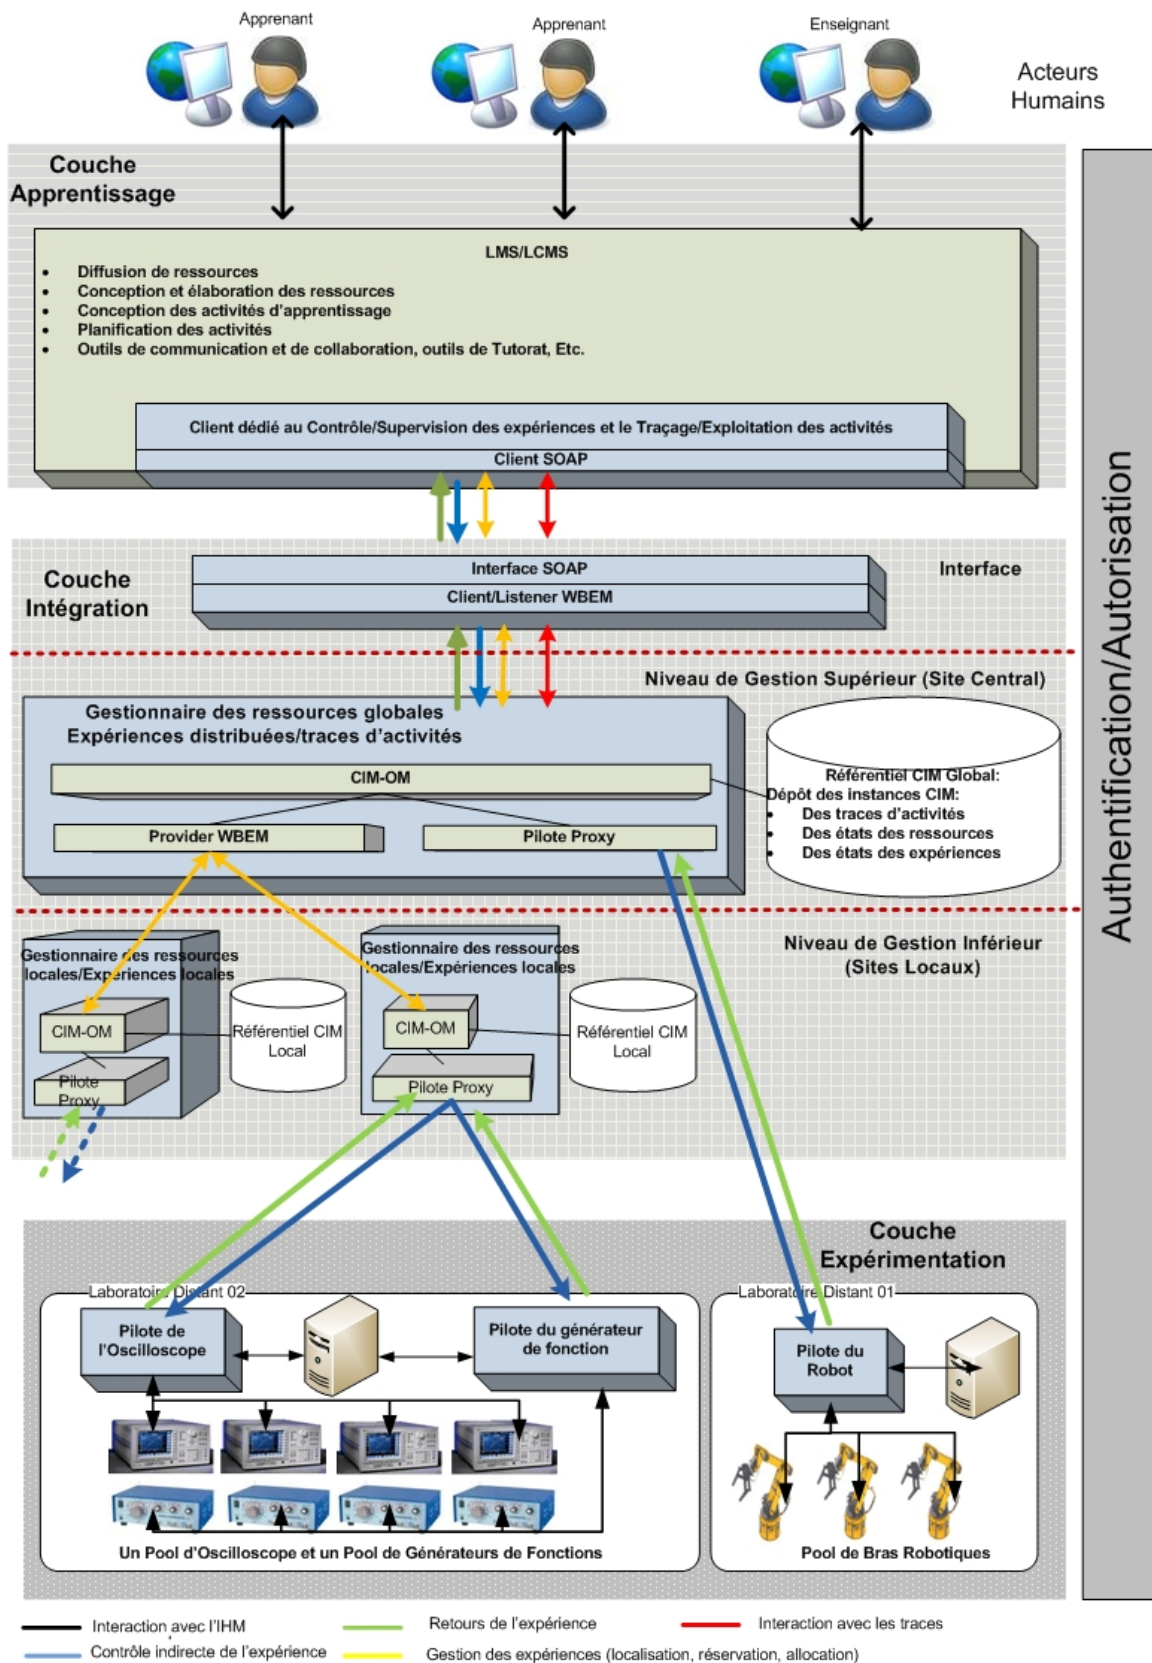 Apprenant
Apprenant
Enseignant
Acteurs
Humains
Couche
Apprentissage
LMS/LCMS
• Diffusion de ressources
• Conception et élaboration des ressources
• Conception des activités d'apprentissage
• Planification des activités
• Outils de communication et de collaboration, outils de Tutorat, Etc.
Client dédié au Contrôle/Supervision des expériences et le Traçage/Exploitation des activités
Client SOAP
Authentification/Autorisation
Couche
Intégration
Interface SOAP
Client/Listener WBEM
Interface
Niveau de Gestion Supérieur (Site Central)
Gestionnaire des ressources globales
Expériences distribuées/traces d'activités
CIM-OM
Provider WBEM
Pilote Proxy
Référentiel CIM Global:
Dépôt des instances CIM:
• Des traces d'activités
• Des états des ressources
• Des états des expériences
Niveau de Gestion Inférieur
(Sites Locaux)
Gestionnaire des ressources
locales/Expériences locales
CIM-OM
Pilote
Proxy
Référentiel CIM
Local
Gestionnaire des ressources
locales/Expériences locales
CIM-OM
Pilote Proxy
Référentiel CIM
Local
Couche
Expérimentation
Laboratoire Distant 02
Pilote de
l'Oscilloscope
Pilote du générateur
de fonction
Un Pool d'Oscilloscope et un Pool de Générateurs de Fonctions
Laboratoire Distant 01
Pilote du
Robot
Pool de Bras Robotiques
Interaction avec l'IHM
Retours de l'expérience
Interaction avec les traces
Contrôle indirecte de l'expérience
Gestion des expériences (localisation, réservation, allocation)